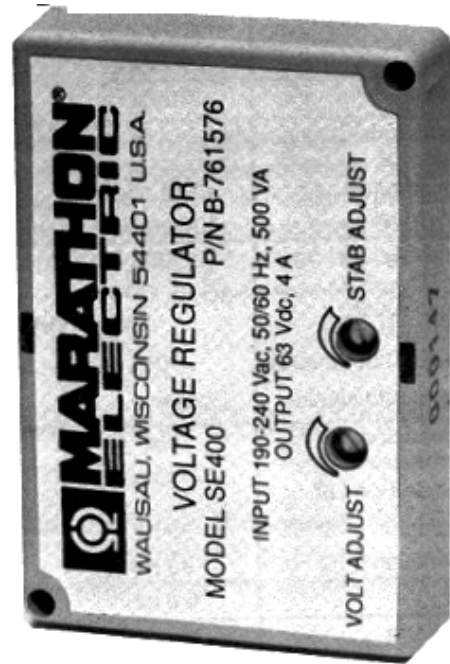 MARATHON®
ELECTRIC
WAUSAU, WISCONSIN 54401 U.S.A.
VOLTAGE REGULATOR
MODEL SE400 P/N B-761576
INPUT 190-240 Vac, 50/60 Hz, 500 VA
OUTPUT 63 Vdc, 4 A
VOLT ADJUST STAB ADJUST